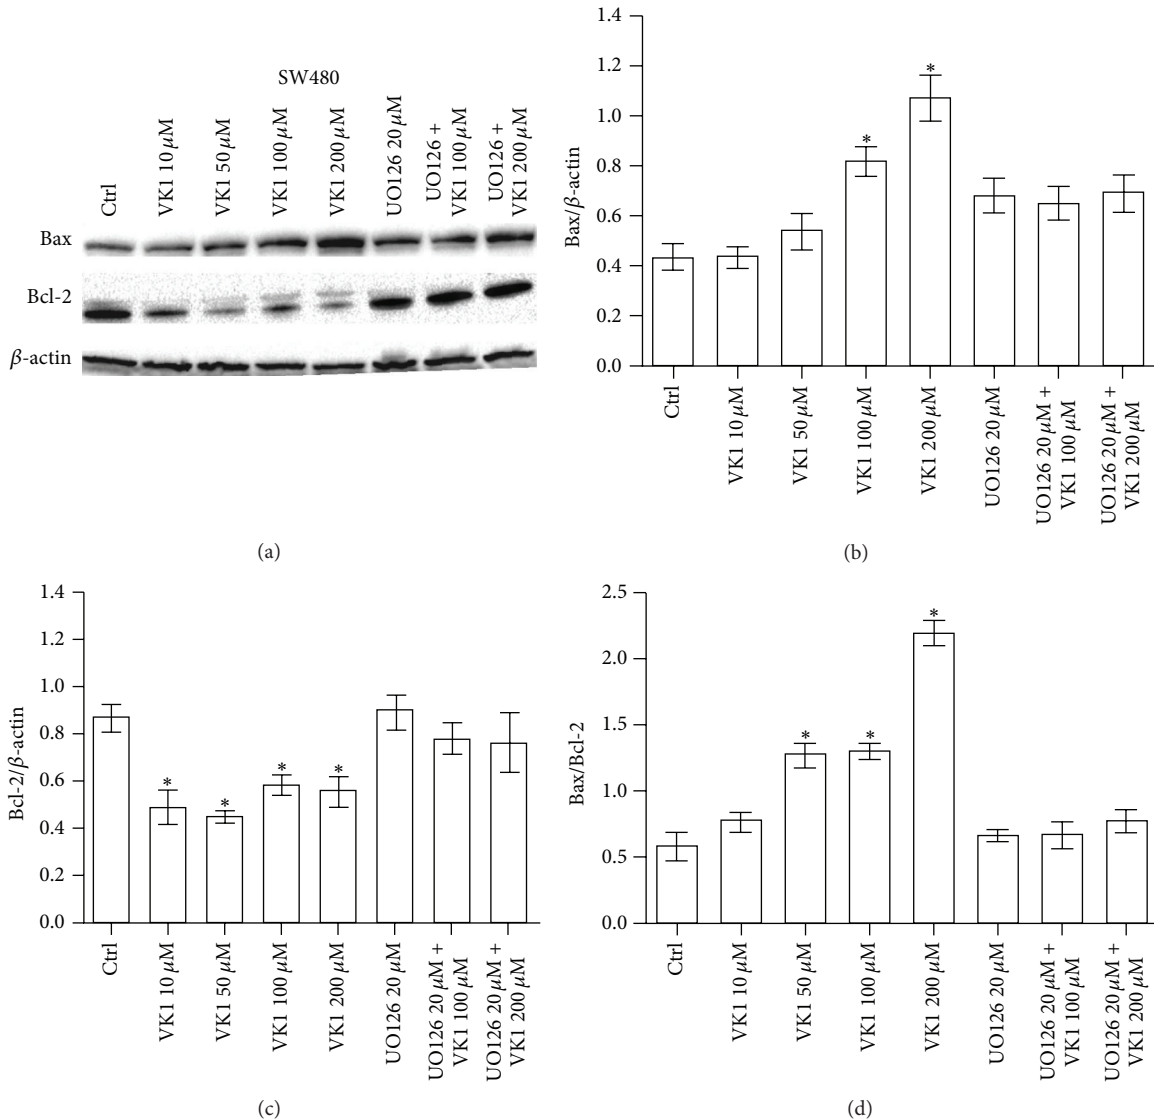 SW480
Ctrl
VK1 10 μM
VK1 50 μM
VK1 100 μM
VK1 200 μM
UO126 20 μM
UO126 +
VK1 100 μM
UO126 +
VK1 200 μM
Bax
Bcl-2
β-actin
(a)
Bax/β-actin
1.4
1.2
1.0
0.8
0.6
0.4
0.2
0.0
*
*
Ctrl
VK1 10 μM
VK1 50 μM
VK1 100 μM
VK1 200 μM
UO126 20 μM
UO126 20 μM +
VK1 100 μM
UO126 20 μM +
VK1 200 μM
(b)
Bcl-2/β-actin
1.4
1.2
1.0
0.8
0.6
0.4
0.2
0.0
*
*
*
*
Ctrl
VK1 10 μM
VK1 50 μM
VK1 100 μM
VK1 200 μM
UO126 20 μM
UO126 20 μM +
VK1 100 μM
UO126 20 μM +
VK1 200 μM
(c)
Bax/Bcl-2
2.5
2.0
1.5
1.0
0.5
0.0
*
*
*
Ctrl
VK1 10 μM
VK1 50 μM
VK1 100 μM
VK1 200 μM
UO126 20 μM
UO126 20 μM +
VK1 100 μM
UO126 20 μM +
VK1 200 μM
(d)